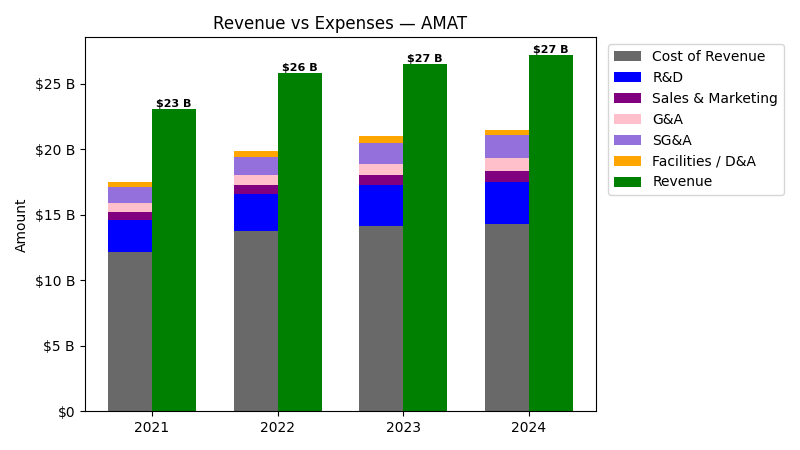 Revenue vs Expenses — AMAT
Amount
$25 B
$20 B
$15 B
$10 B
$5 B
$0
$23 B
$26 B
$27 B
$27 B
2021
2022
2023
2024
Cost of Revenue
R&D
Sales & Marketing
G&A
SG&A
Facilities / D&A
Revenue